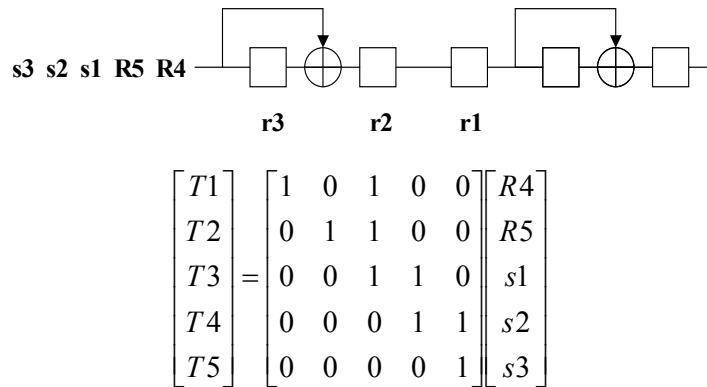 s3 s2 s1 R5 R4
r3 r2 r1
T1 1 0 1 0 0 R4
T2 0 1 1 0 0 R5
T3 = 0 0 1 1 0 s1
T4 0 0 0 1 1 s2
T5 0 0 0 0 1 s3